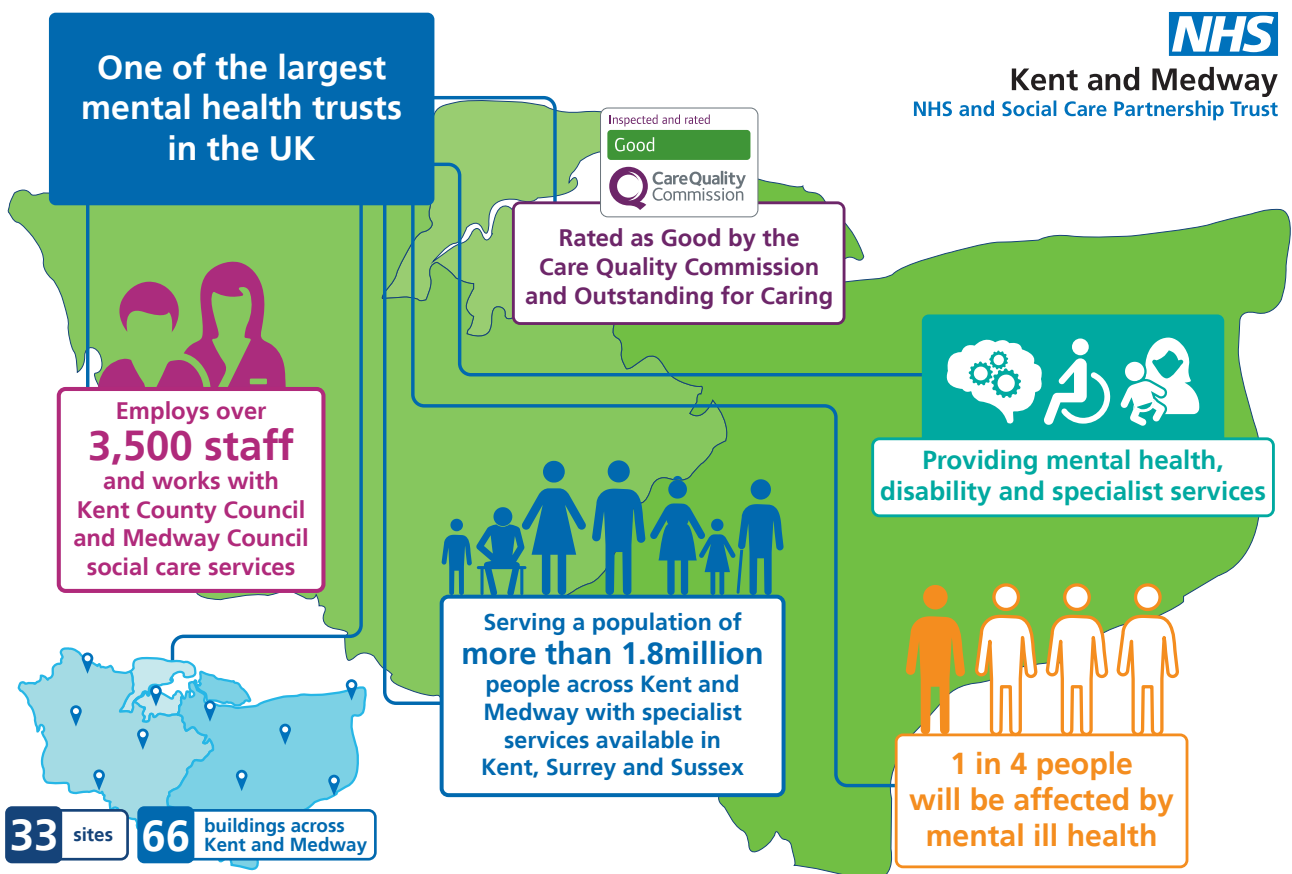 One of the largest
mental health trusts
in the UK
NHS
Kent and Medway
NHS and Social Care Partnership Trust
Inspected and rated
Good
CareQuality
Commission
Rated as Good by the
Care Quality Commission
and Outstanding for Caring
Employs over
3,500 staff
and works with
Kent County Council
and Medway Council
social care services
Providing mental health,
disability and specialist services
Serving a population of
more than 1.8million
people across Kent and
Medway with specialist
services available in
Kent, Surrey and Sussex
1 in 4 people
will be affected by
mental ill health
33 sites
66 buildings across
Kent and Medway